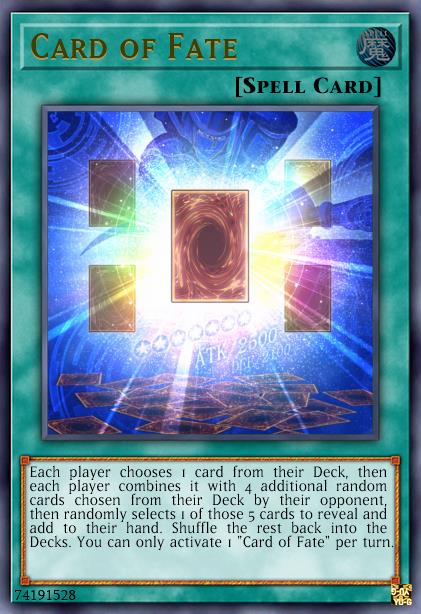 CARD OF FATE
SPELL
魔
[SPELL CARD]
ATK 2500
DEF 2100
Each player chooses 1 card from their Deck, then
each player combines it with 4 additional random
cards chosen from their Deck by their opponent,
then randomly selects 1 of those 5 cards to reveal and
add to their hand. Shuffle the rest back into the
Decks. You can only activate 1 "Card of Fate" per turn.
74191528